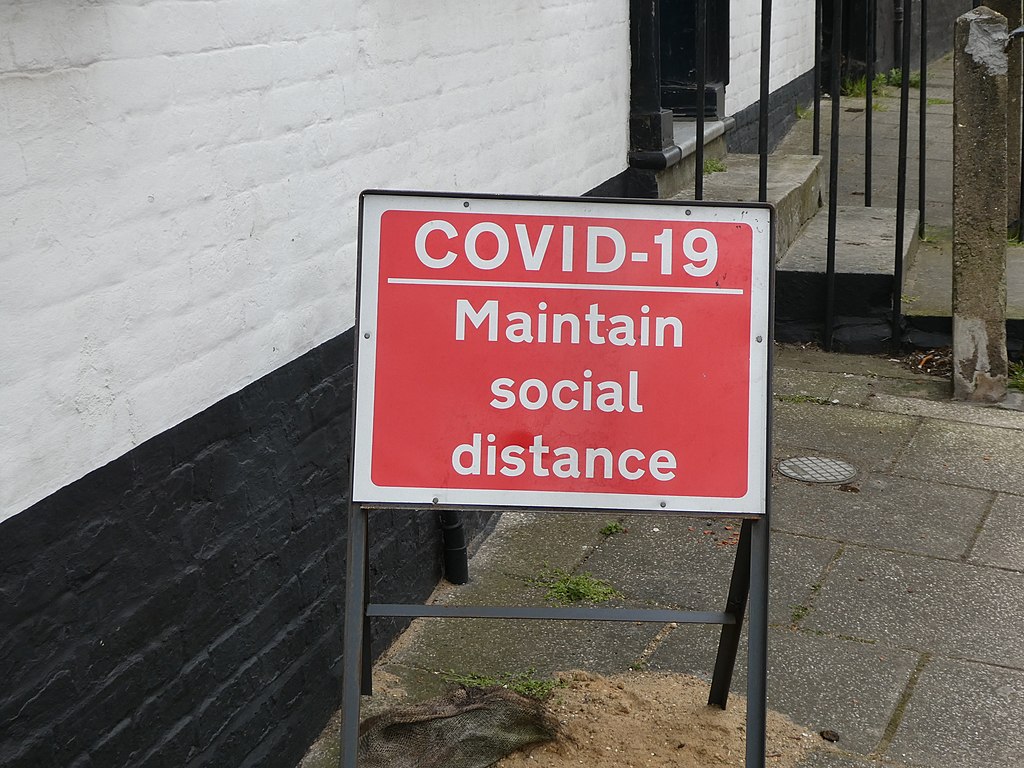 COVID-19
Maintain
social
distance